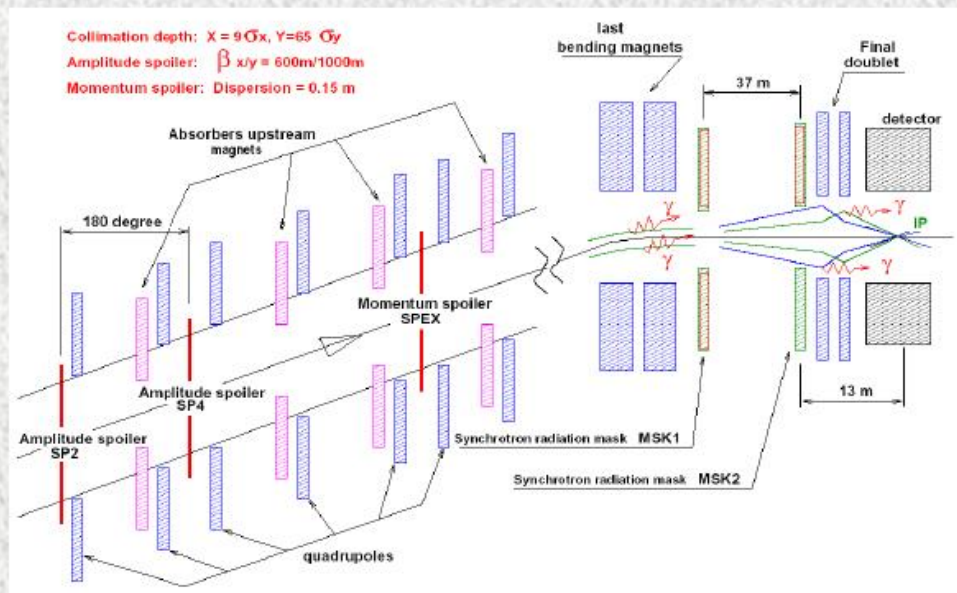 Collimation depth: X = 9 σx, Y=65 σy
Amplitude spoiler: β x/y = 600m/1000m
Momentum spoiler: Dispersion = 0.15 m
last
bending magnets
Final
doublet
37 m
detector
Absorbers upstream
magnets
180 degree
γ
γ
γ
γ
IP
Momentum spoiler
SPEX
Amplitude spoiler
SP4
Amplitude spoiler
SP2
13 m
Synchrotron radiation mask MSK1
Synchrotron radiation mask MSK2
quadrupoles